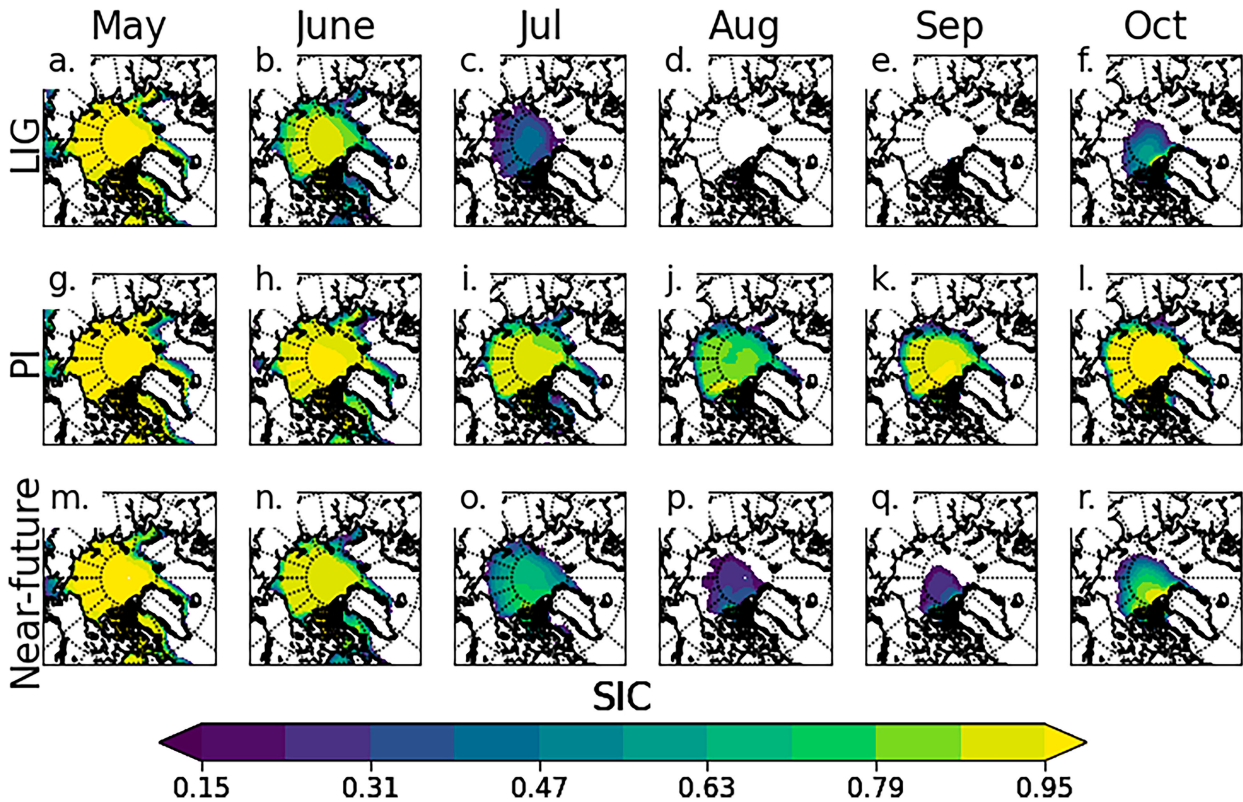 May June Jul Aug Sep Oct
a. b. c. d. e. f.
LIG
g. h. i. j. k. l.
PI
m. n. o. p. q. r.
Near-future
SIC
0.15 0.31 0.47 0.63 0.79 0.95